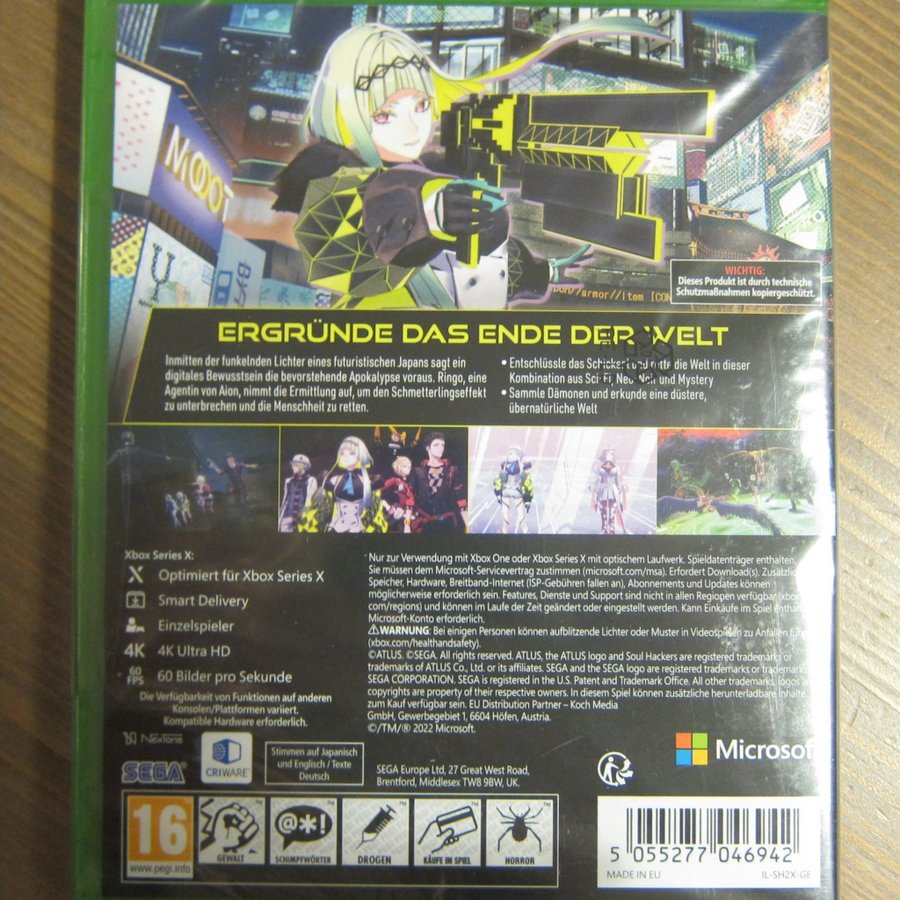 MOOT
Don//armor//item [CON
WICHTIG:
Dieses Produkt ist durch technische
Schutzmaßnahmen kopiergeschützt.
ERGRÜNDE DAS ENDE DER WELT
Inmitten der funkelnden Lichter eines futuristischen Japans sagt ein
digitales Bewusstsein die bevorstehende Apokalypse voraus. Ringo, eine
Agentin von Aion, nimmt die Ermittlung auf, um den Schmetterlingseffekt
zu unterbrechen und die Menschheit zu retten.
• Entschlüssle das Schicksal und rette die Welt in dieser
Kombination aus Sci-Fi, Neo Noir und Mystery
• Sammle Dämonen und erkunde eine düstere,
übernatürliche Welt
Xbox Series X:
Optimiert für Xbox Series X
Smart Delivery
Einzelspieler
4K 4K Ultra HD
60 FPS 60 Bilder pro Sekunde
Die Verfügbarkeit von Funktionen auf anderen
Konsolen/Plattformen variiert.
Kompatible Hardware erforderlich.
Nur zur Verwendung mit Xbox One oder Xbox Series X mit optischem Laufwerk. Spieldatenträger enthalten.
Sie müssen dem Microsoft-Servicevertrag zustimmen (microsoft.com/msa). Erfordert Download(s). Zusätzlic
Speicher, Hardware, Breitband-Internet (ISP-Gebühren fallen an), Abonnements und Updates können
möglicherweise erforderlich sein. Features, Dienste und Support sind nicht in allen Regionen verfügbar (xbox.
com/regions) und können im Laufe der Zeit geändert oder eingestellt werden. Kann Einkäufe im Spiel enthalt
Microsoft-Konto erforderlich.
⚠WARNUNG: Bei einigen Personen können aufblitzende Lichter oder Muster in Videospielen zu Anfällen füh
(xbox.com/healthandsafety).
©ATLUS. ©SEGA. All rights reserved. ATLUS, the ATLUS logo and Soul Hackers are registered trademarks or
trademarks of ATLUS Co., Ltd. or its affiliates. SEGA and the SEGA logo are registered trademarks or trademarks
SEGA CORPORATION. SEGA is registered in the U.S. Patent and Trademark Office. All other trademarks, logos an
copyrights are property of their respective owners. In diesem Spiel können zusätzliche herunterladbare Inhalte
zum Kauf verfügbar sein. EU Distribution Partner – Koch Media
GmbH, Gewerbegebiet 1, 6604 Höfen, Austria.
©/TM/® 2022 Microsoft.
Nextone
SEGA®
CRIWARE™
Stimmen auf Japanisch
und Englisch / Texte
Deutsch
SEGA Europe Ltd, 27 Great West Road,
Brentford, Middlesex TW8 9BW, UK.
Microsoft
16
www.pegi.info
GEWALT
@*!
SCHIMPFWÖRTER
DROGEN
KÄUFE IM SPIEL
HORROR
5 055277 046942
MADE IN EU
IL-SH2X-GE